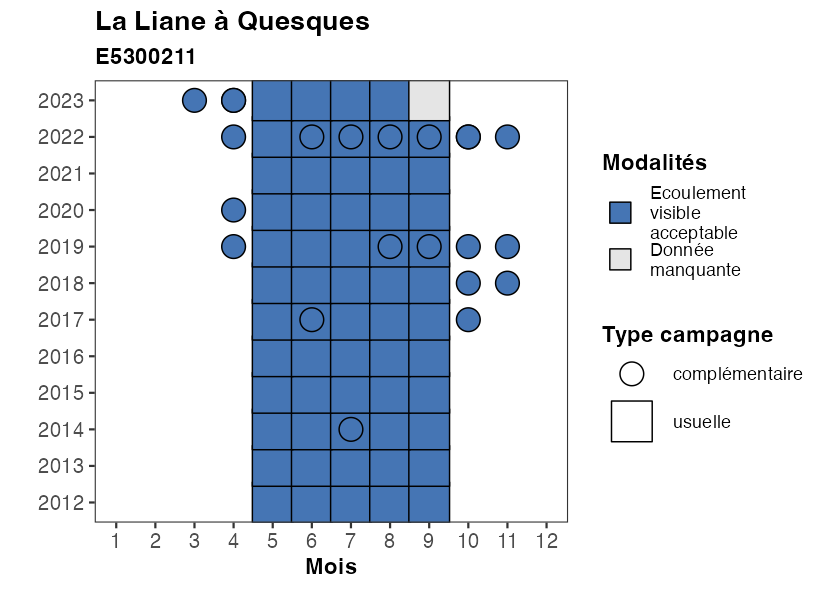 La Liane à Quesques
E5300211
2023
2022
2021
2020
2019
2018
2017
2016
2015
2014
2013
2012
1 2 3 4 5 6 7 8 9 10 11 12
Mois
Modalités
Ecoulement
visible
acceptable
Donnée
manquante
Type campagne
complémentaire
usuelle